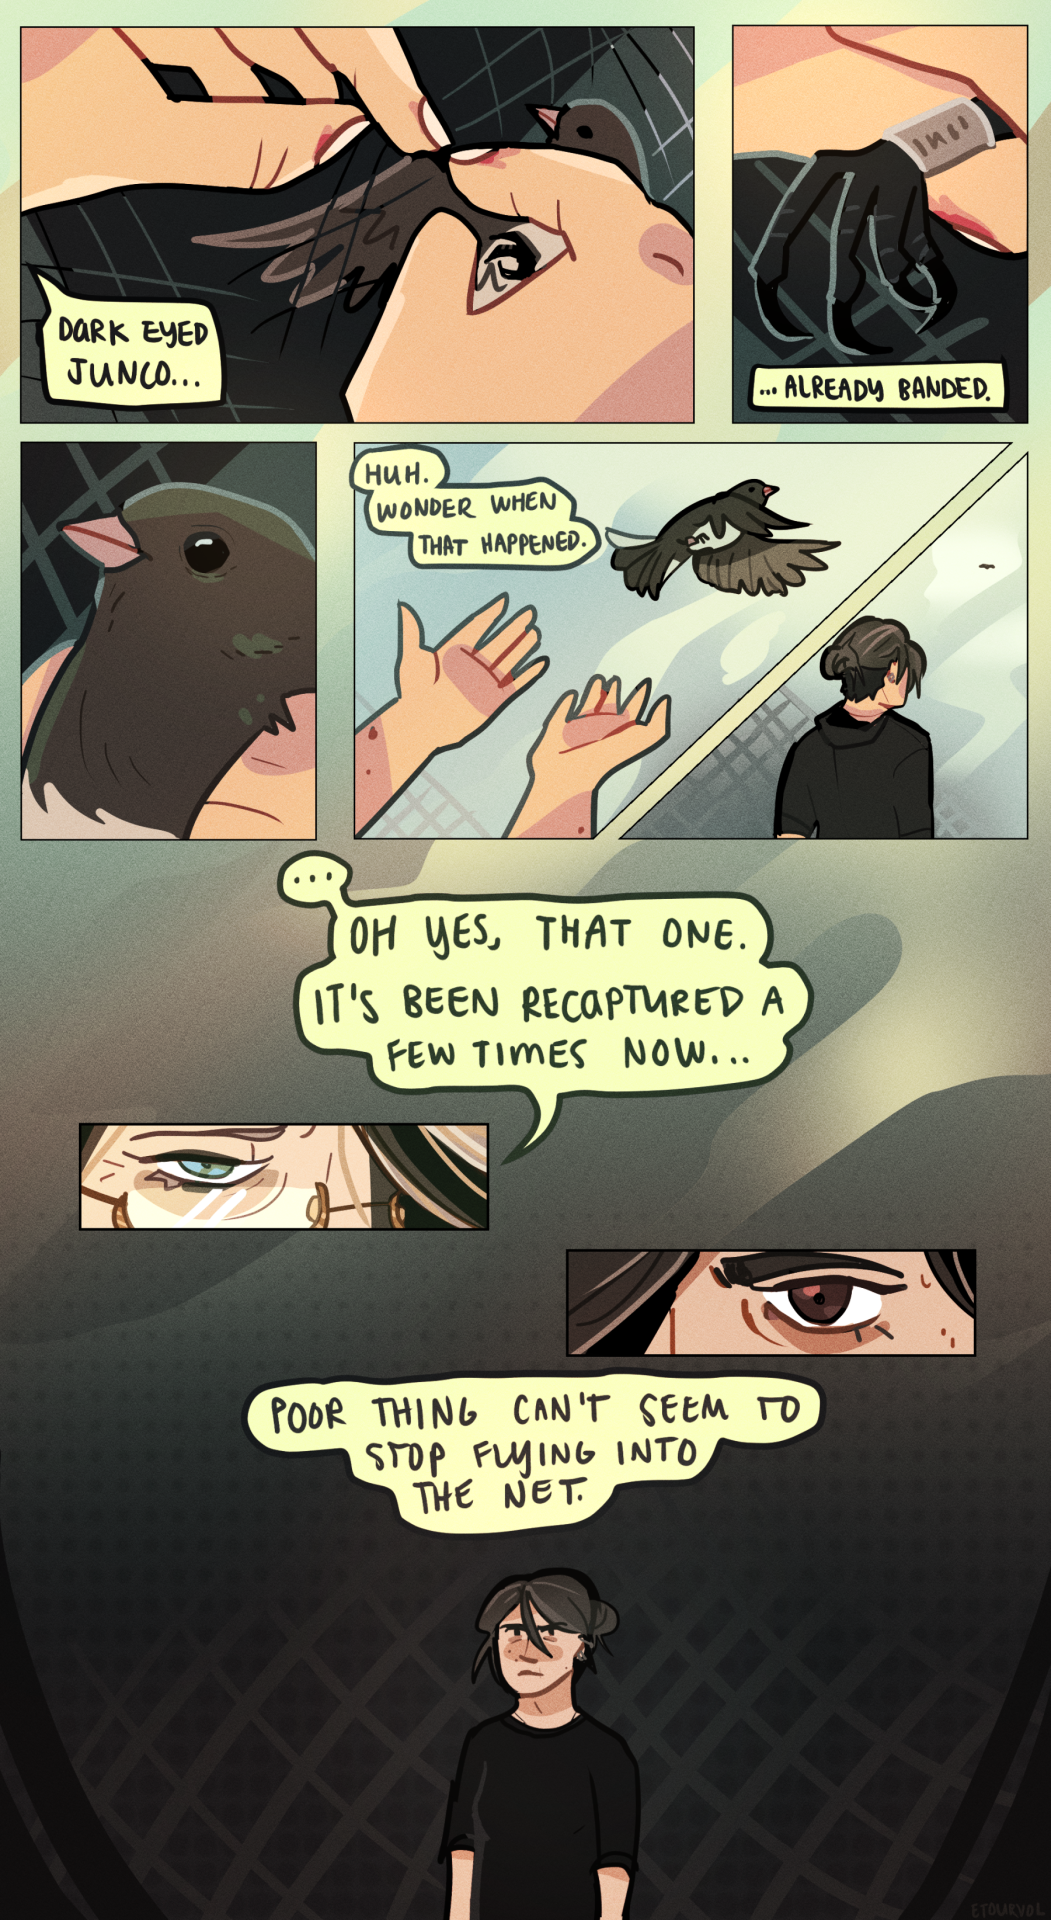 DARK EYED
JUNCO...
... ALREADY BANDED.
HUH.
WONDER WHEN
THAT HAPPENED.
...
OH YES, THAT ONE.
IT'S BEEN RECAPTURED A
FEW TIMES NOW...
POOR THING CAN'T SEEM TO
STOP FLYING INTO
THE NET.
ETOURVOL